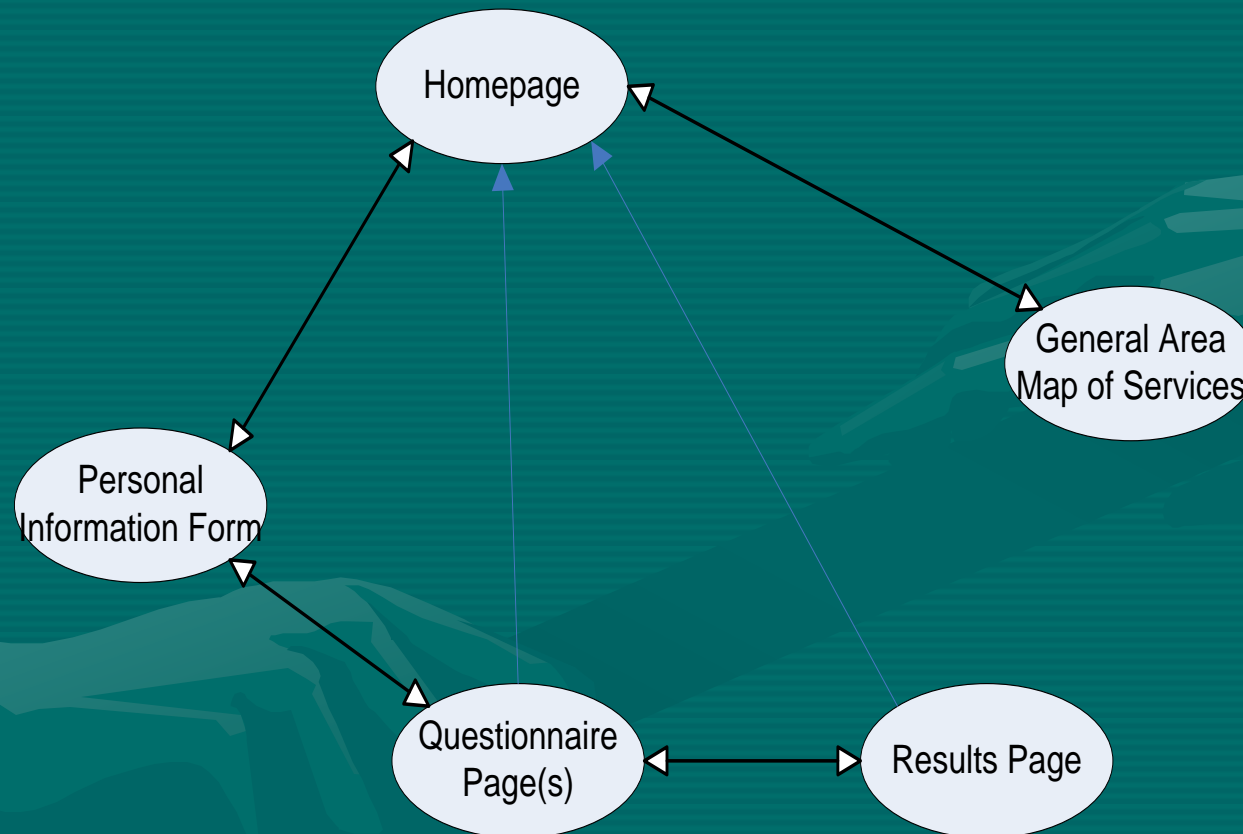 Homepage
General Area
Map of Services
Personal
Information Form
Questionnaire
Page(s)
Results Page